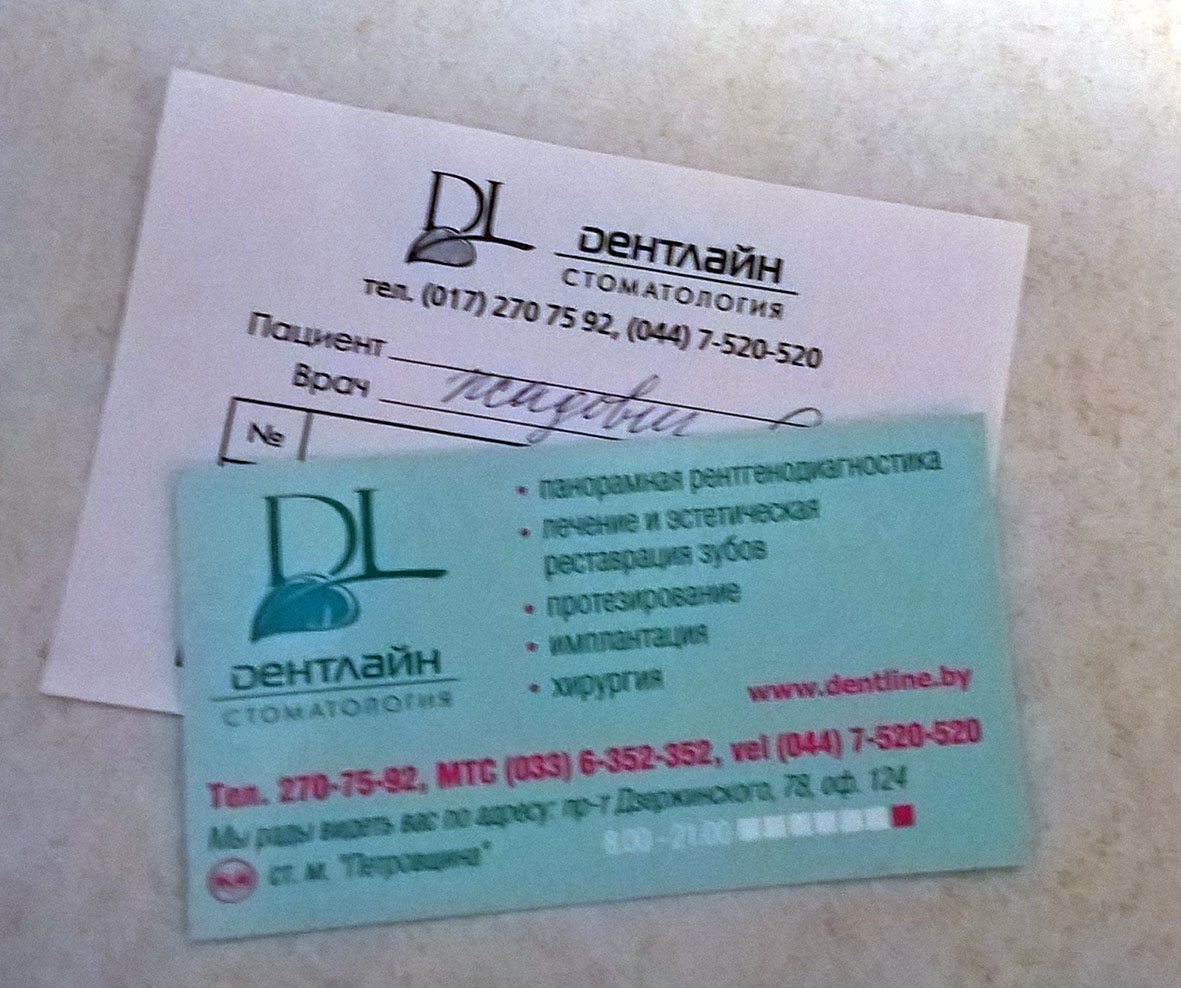 DL
ДЕНТЛАЙН
СТОМАТОЛОГИЯ
тел. (017) 270 75 92, (044) 7-520-520
Пациент
Врач
№
DL
ДЕНТЛАЙН
СТОМАТОЛОГИЯ
• панорамная рентгенодиагностика
• лечение и эстетическая
реставрация зубов
• протезирование
• имплантация
• хирургия
www.dentline.by
Тел. 270-75-92, МТС (033) 6-352-352, vel (044) 7-520-520
Мы рады видеть вас по адресу: пр-т Дзержинского, 78, оф. 124
ст. м. "Петровщина"
-21.00